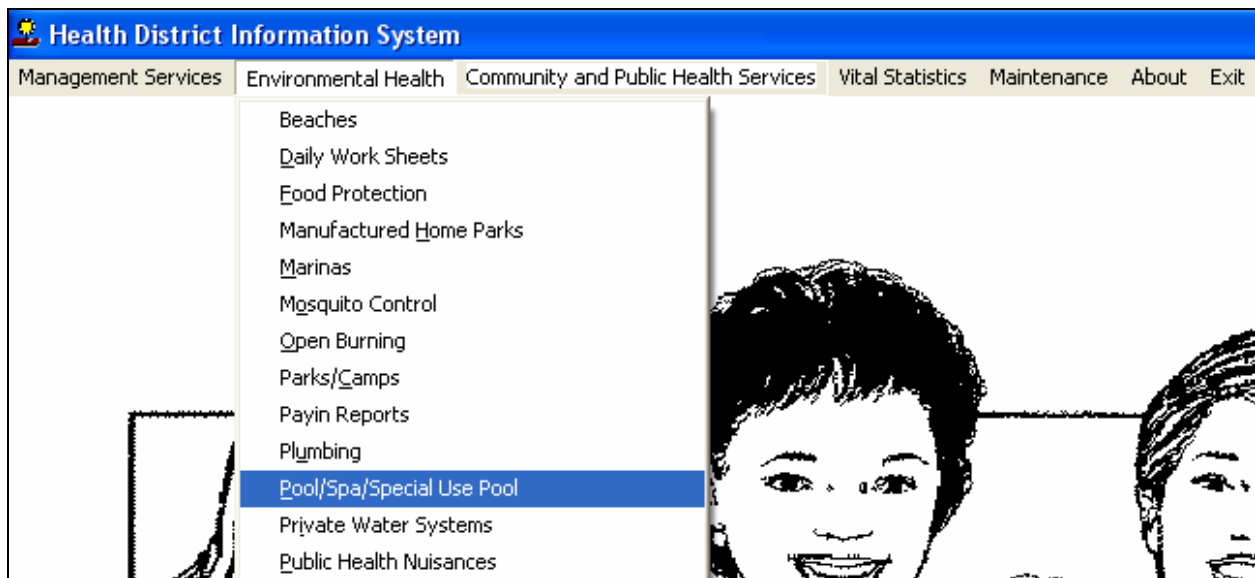 Health District Information System
Management Services Environmental Health Community and Public Health Services Vital Statistics Maintenance About Exit
Beaches
Daily Work Sheets
Food Protection
Manufactured Home Parks
Marinas
Mosquito Control
Open Burning
Parks/Camps
Payin Reports
Plumbing
Pool/Spa/Special Use Pool
Private Water Systems
Public Health Nuisances